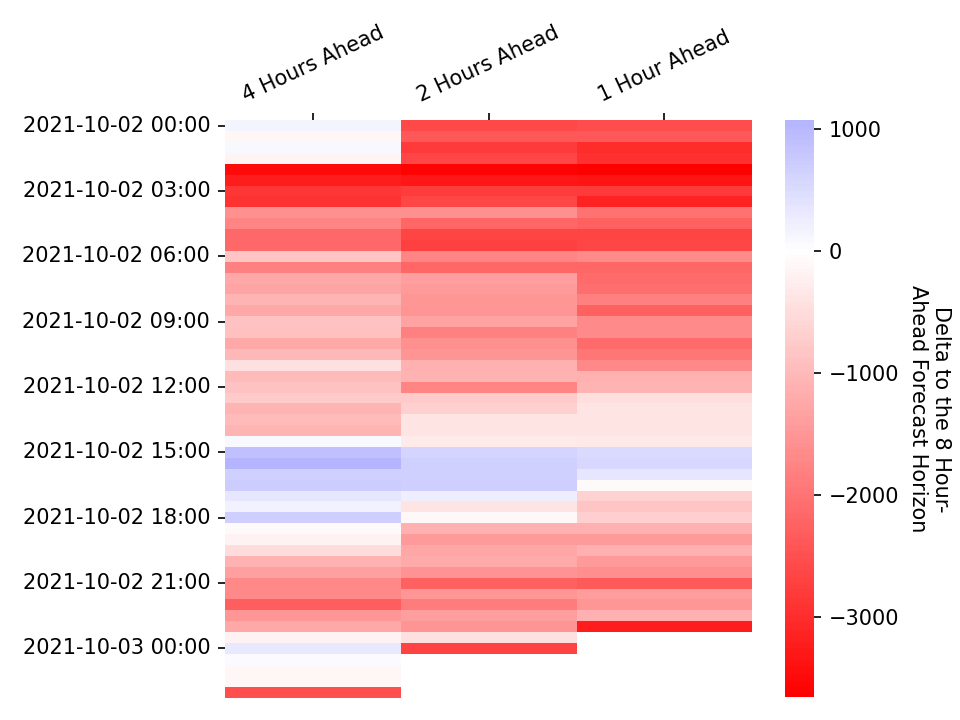 4 Hours Ahead
2 Hours Ahead
1 Hour Ahead
2021-10-02 00:00
2021-10-02 03:00
2021-10-02 06:00
2021-10-02 09:00
2021-10-02 12:00
2021-10-02 15:00
2021-10-02 18:00
2021-10-02 21:00
2021-10-03 00:00
1000
0
−1000
−2000
−3000
Delta to the 8 Hour-
Ahead Forecast Horizon